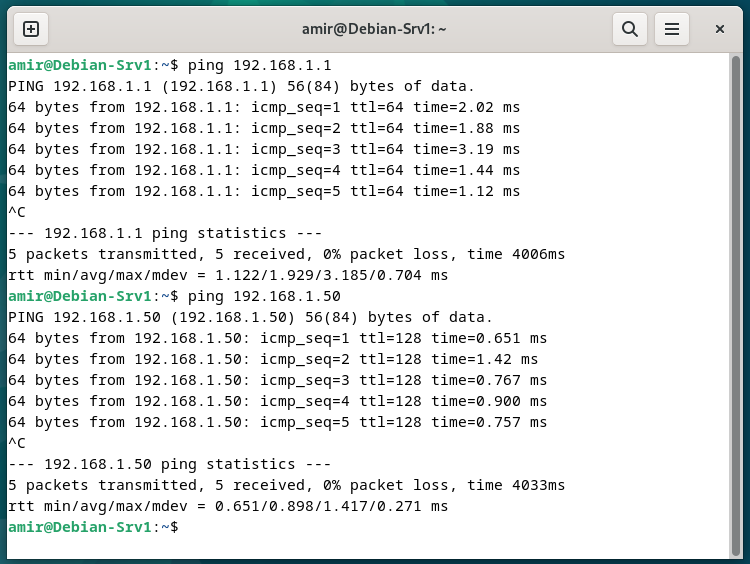 amir@Debian-Srv1: ~
amir@Debian-Srv1:~$ ping 192.168.1.1
PING 192.168.1.1 (192.168.1.1) 56(84) bytes of data.
64 bytes from 192.168.1.1: icmp_seq=1 ttl=64 time=2.02 ms
64 bytes from 192.168.1.1: icmp_seq=2 ttl=64 time=1.88 ms
64 bytes from 192.168.1.1: icmp_seq=3 ttl=64 time=3.19 ms
64 bytes from 192.168.1.1: icmp_seq=4 ttl=64 time=1.44 ms
64 bytes from 192.168.1.1: icmp_seq=5 ttl=64 time=1.12 ms
^C
--- 192.168.1.1 ping statistics ---
5 packets transmitted, 5 received, 0% packet loss, time 4006ms
rtt min/avg/max/mdev = 1.122/1.929/3.185/0.704 ms
amir@Debian-Srv1:~$ ping 192.168.1.50
PING 192.168.1.50 (192.168.1.50) 56(84) bytes of data.
64 bytes from 192.168.1.50: icmp_seq=1 ttl=128 time=0.651 ms
64 bytes from 192.168.1.50: icmp_seq=2 ttl=128 time=1.42 ms
64 bytes from 192.168.1.50: icmp_seq=3 ttl=128 time=0.767 ms
64 bytes from 192.168.1.50: icmp_seq=4 ttl=128 time=0.900 ms
64 bytes from 192.168.1.50: icmp_seq=5 ttl=128 time=0.757 ms
^C
--- 192.168.1.50 ping statistics ---
5 packets transmitted, 5 received, 0% packet loss, time 4033ms
rtt min/avg/max/mdev = 0.651/0.898/1.417/0.271 ms
amir@Debian-Srv1:~$